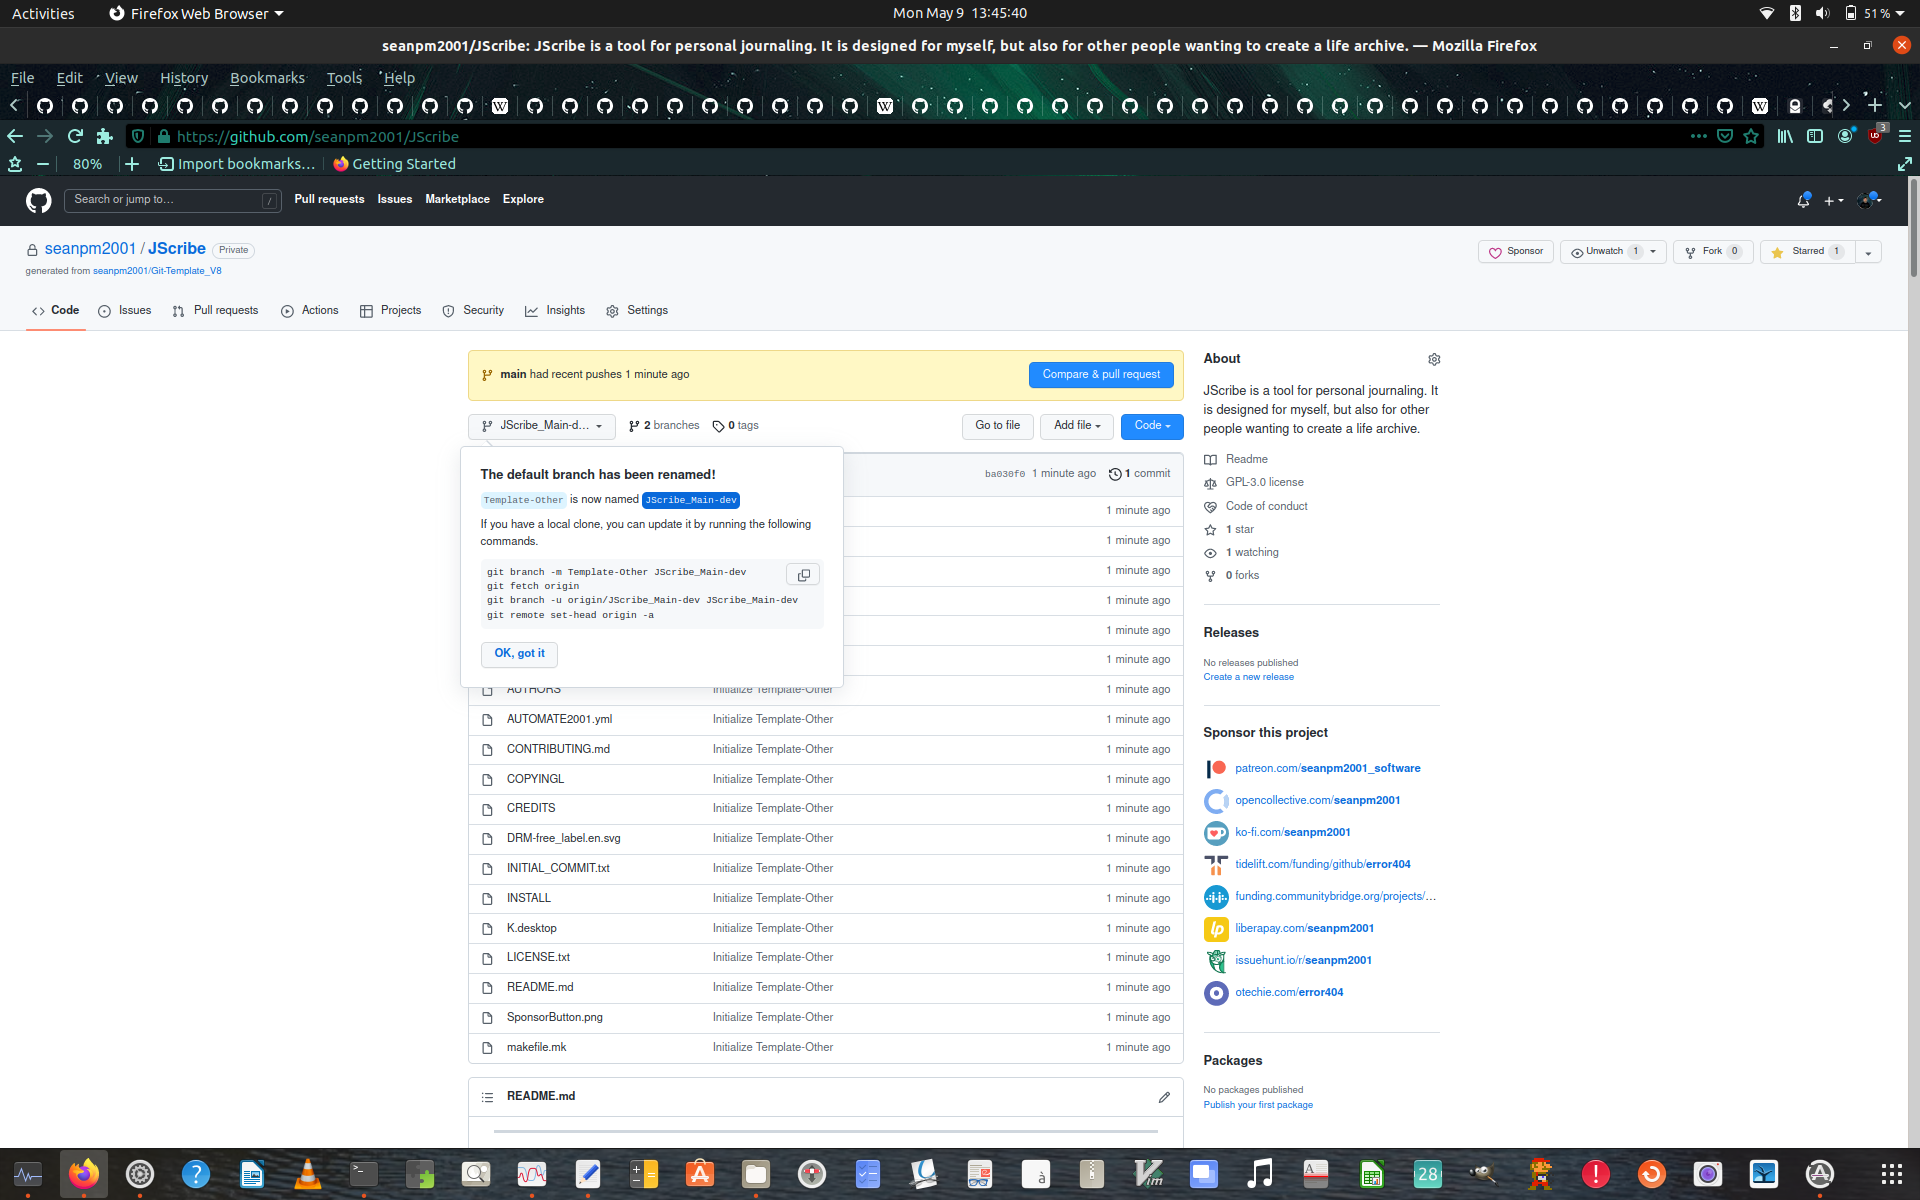 Activities
Firefox Web Browser
Mon May 9 13:45:40
51 %
seanpm2001/JScribe: JScribe is a tool for personal journaling. It is designed for myself, but also for other people wanting to create a life archive. — Mozilla Firefox
File Edit View History Bookmarks Tools Help
https://github.com/seanpm2001/JScribe
3
80%
Import bookmarks…
Getting Started
Search or jump to…
/
Pull requests Issues Marketplace Explore
seanpm2001 / JScribe
Private
generated from seanpm2001/Git-Template_V8
Sponsor
Unwatch 1
Fork 0
Starred 1
Code
Issues
Pull requests
Actions
Projects
Security
Insights
Settings
main had recent pushes 1 minute ago
Compare & pull request
JScribe_Main-d…
2 branches
0 tags
Go to file
Add file
Code
The default branch has been renamed!
Template-Other is now named JScribe_Main-dev
If you have a local clone, you can update it by running the following
commands.
git branch -m Template-Other JScribe_Main-dev
git fetch origin
git branch -u origin/JScribe_Main-dev JScribe_Main-dev
git remote set-head origin -a
OK, got it
ba030f0 1 minute ago 1 commit
1 minute ago
1 minute ago
1 minute ago
1 minute ago
1 minute ago
1 minute ago
AUTHORS Initialize Template-Other 1 minute ago
AUTOMATE2001.yml Initialize Template-Other 1 minute ago
CONTRIBUTING.md Initialize Template-Other 1 minute ago
COPYINGL Initialize Template-Other 1 minute ago
CREDITS Initialize Template-Other 1 minute ago
DRM-free_label.en.svg Initialize Template-Other 1 minute ago
INITIAL_COMMIT.txt Initialize Template-Other 1 minute ago
INSTALL Initialize Template-Other 1 minute ago
K.desktop Initialize Template-Other 1 minute ago
LICENSE.txt Initialize Template-Other 1 minute ago
README.md Initialize Template-Other 1 minute ago
SponsorButton.png Initialize Template-Other 1 minute ago
makefile.mk Initialize Template-Other 1 minute ago
README.md
About
JScribe is a tool for personal journaling. It
is designed for myself, but also for other
people wanting to create a life archive.
Readme
GPL-3.0 license
Code of conduct
1 star
1 watching
0 forks
Releases
No releases published
Create a new release
Sponsor this project
patreon.com/seanpm2001_software
opencollective.com/seanpm2001
ko-fi.com/seanpm2001
tidelift.com/funding/github/error404
funding.communitybridge.org/projects/…
liberapay.com/seanpm2001
issuehunt.io/r/seanpm2001
otechie.com/error404
Packages
No packages published
Publish your first package
28